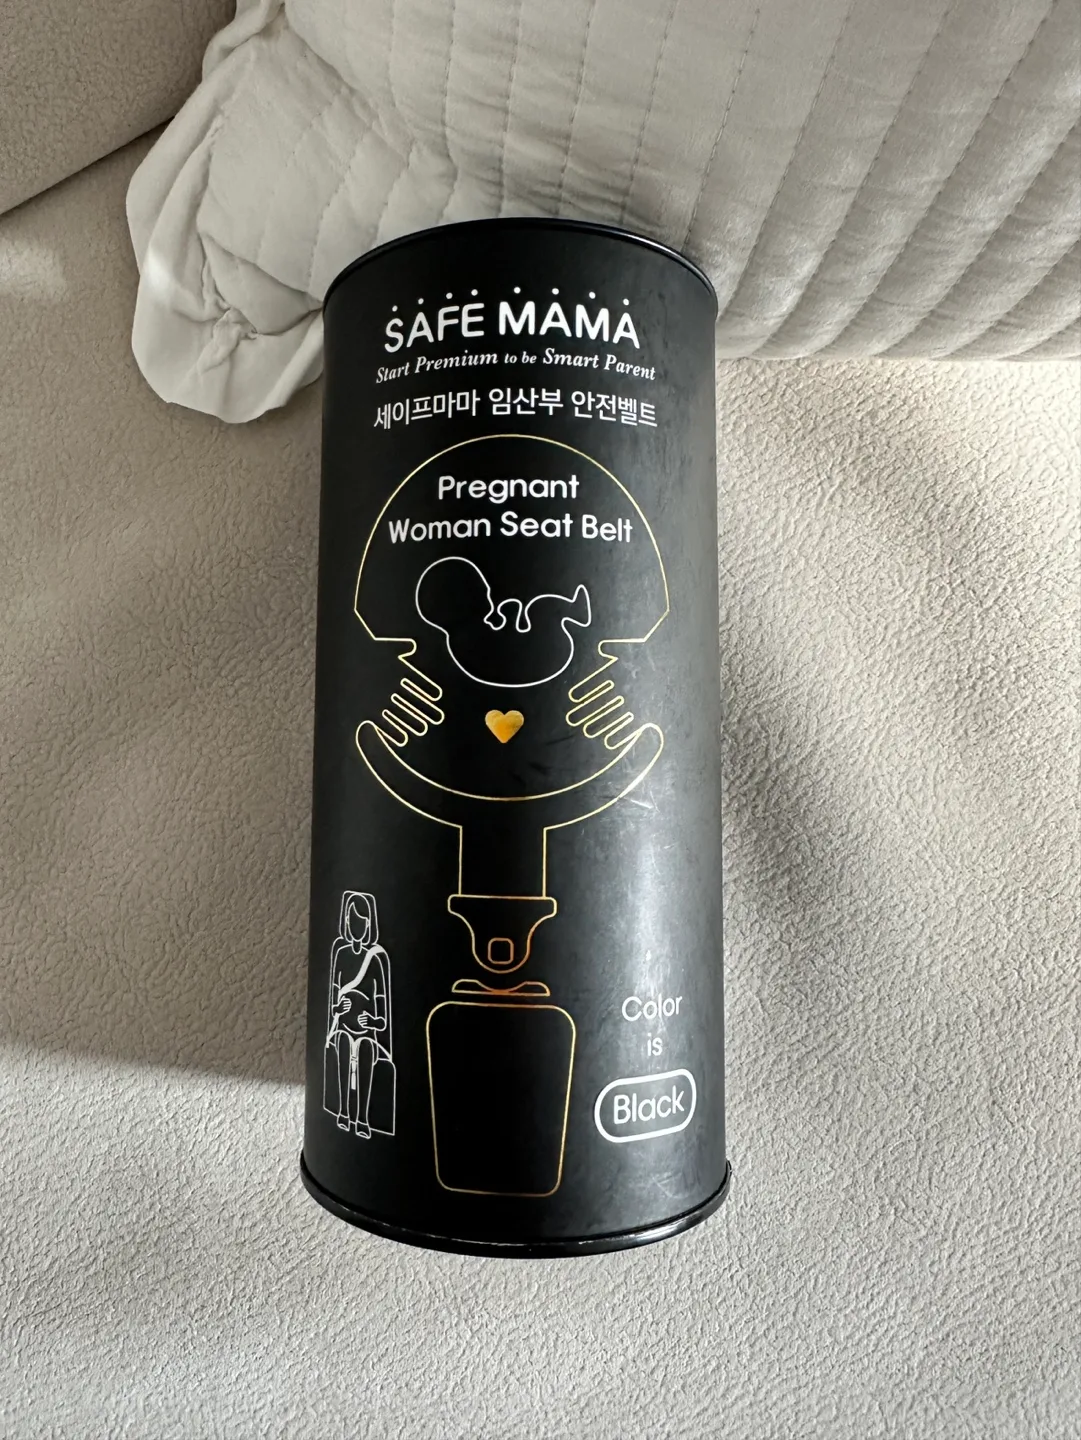 SAFE MAMA
Start Premium to be Smart Parent
세이프마마 임산부 안전벨트
Pregnant
Woman Seat Belt
Color
is
Black